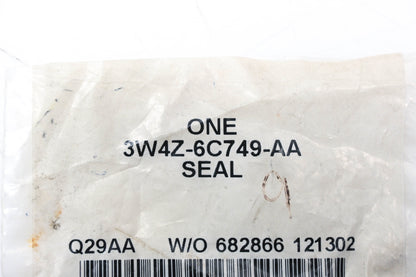 ONE
3W4Z-6C749-AA
SEAL
Q29AA W/O 682866 121302